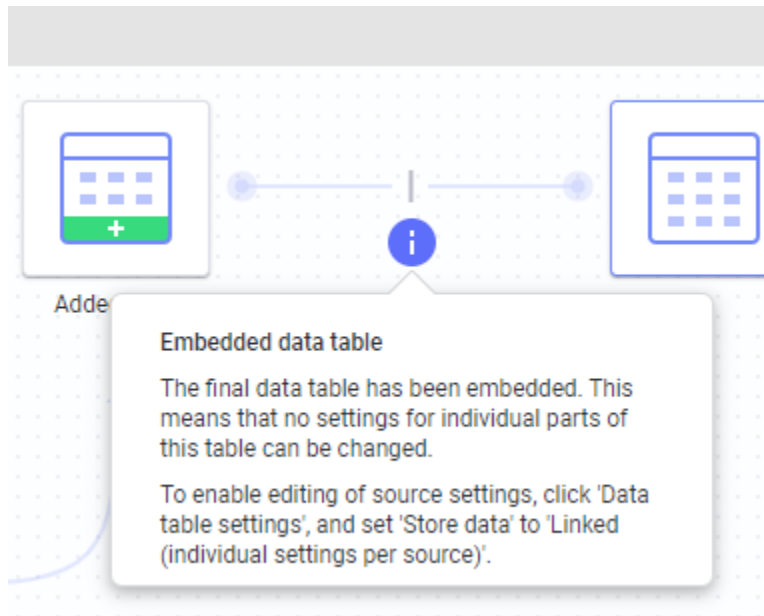 Embedded data table
The final data table has been embedded. This
means that no settings for individual parts of
this table can be changed.
To enable editing of source settings, click 'Data
table settings', and set 'Store data' to 'Linked
(individual settings per source)'.